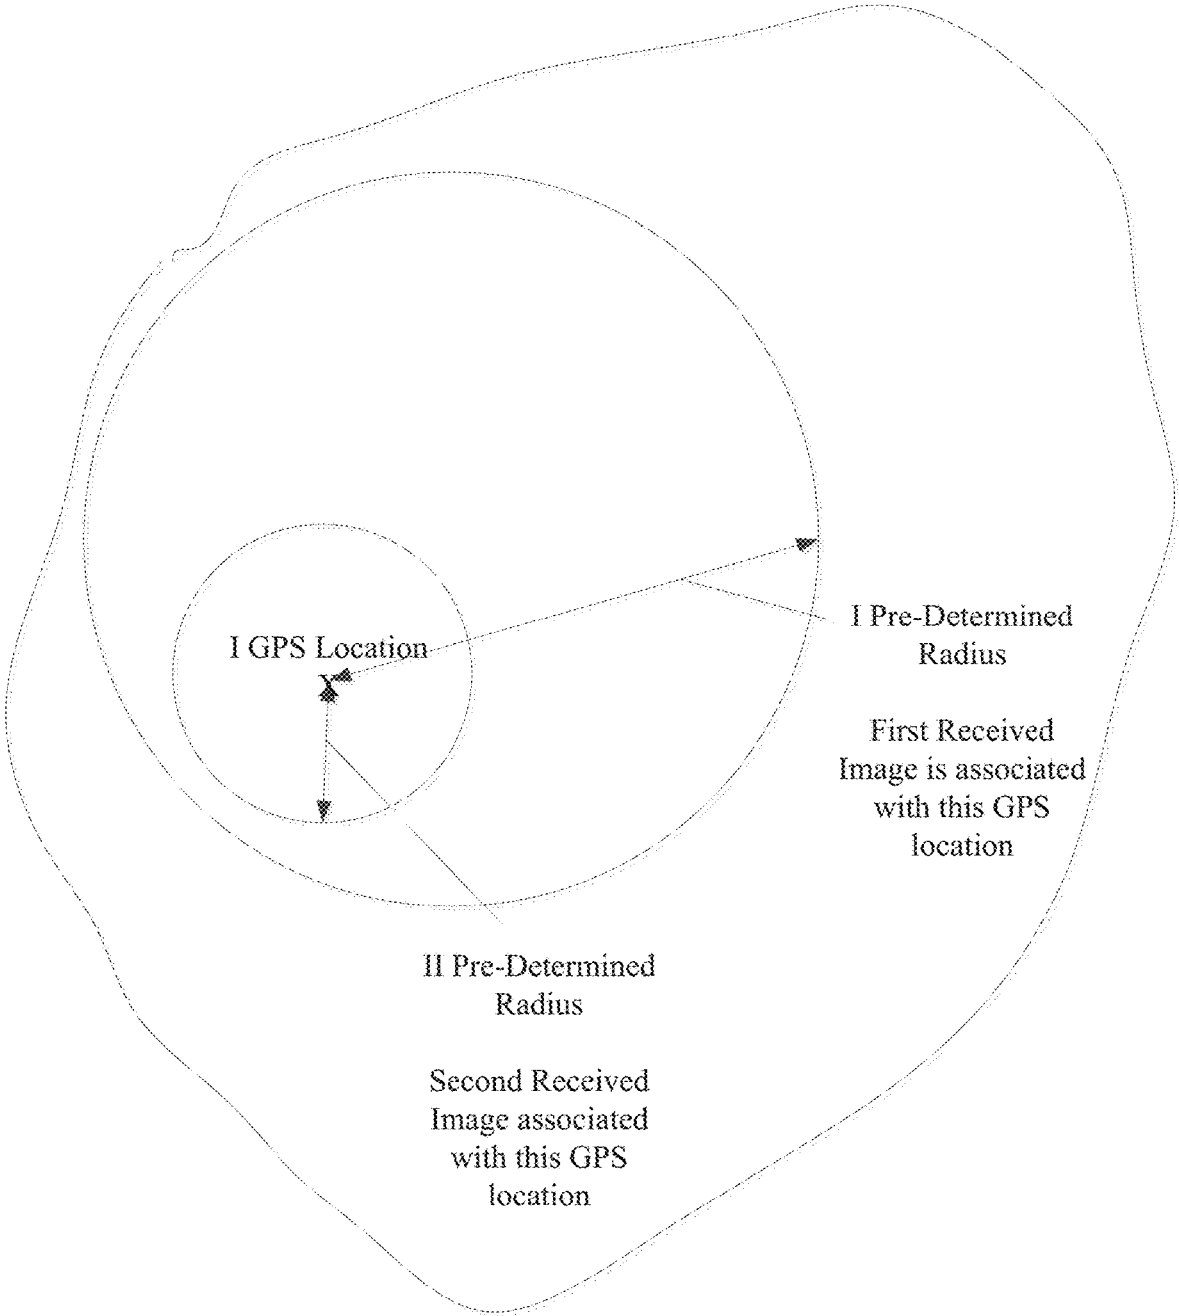 I GPS Location
X
I Pre-Determined
Radius
First Received
Image is associated
with this GPS
location
II Pre-Determined
Radius
Second Received
Image associated
with this GPS
location